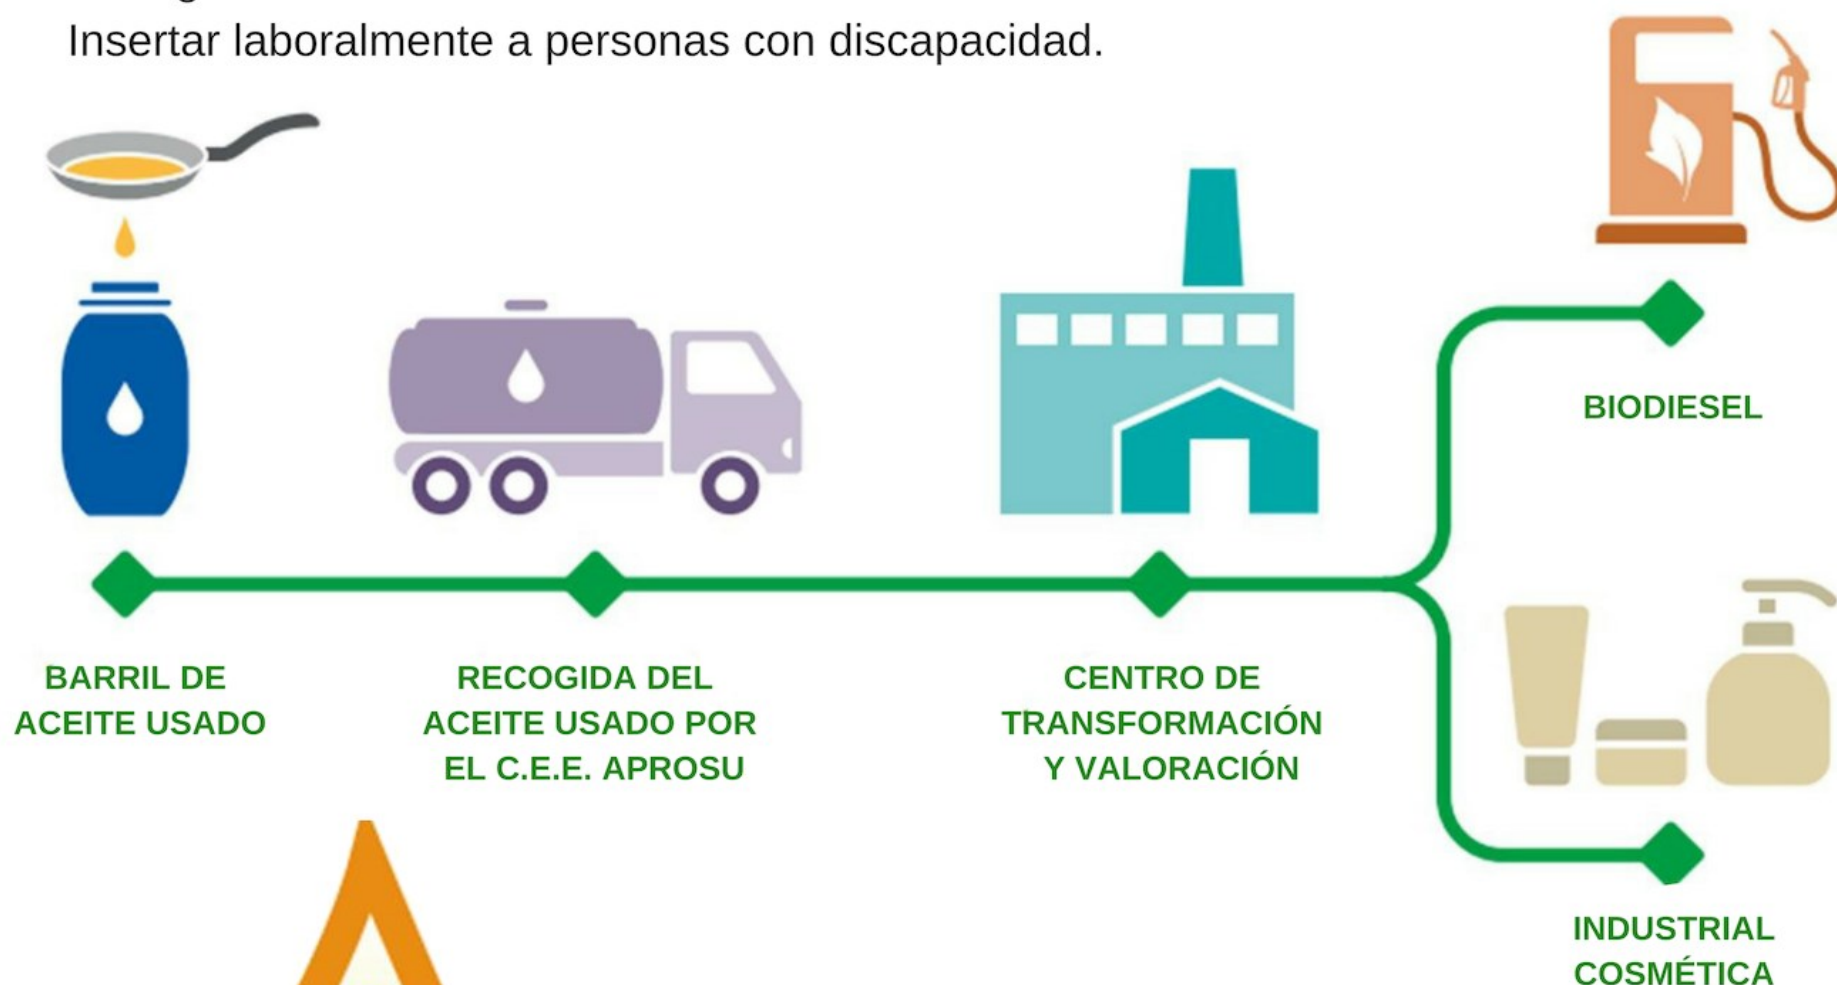 Insertar laboralmente a personas con discapacidad.
BIODIESEL
BARRIL DE
ACEITE USADO
RECOGIDA DEL
ACEITE USADO POR
EL C.E.E. APROSU
CENTRO DE
TRANSFORMACIÓN
Y VALORACIÓN
INDUSTRIAL
COSMÉTICA